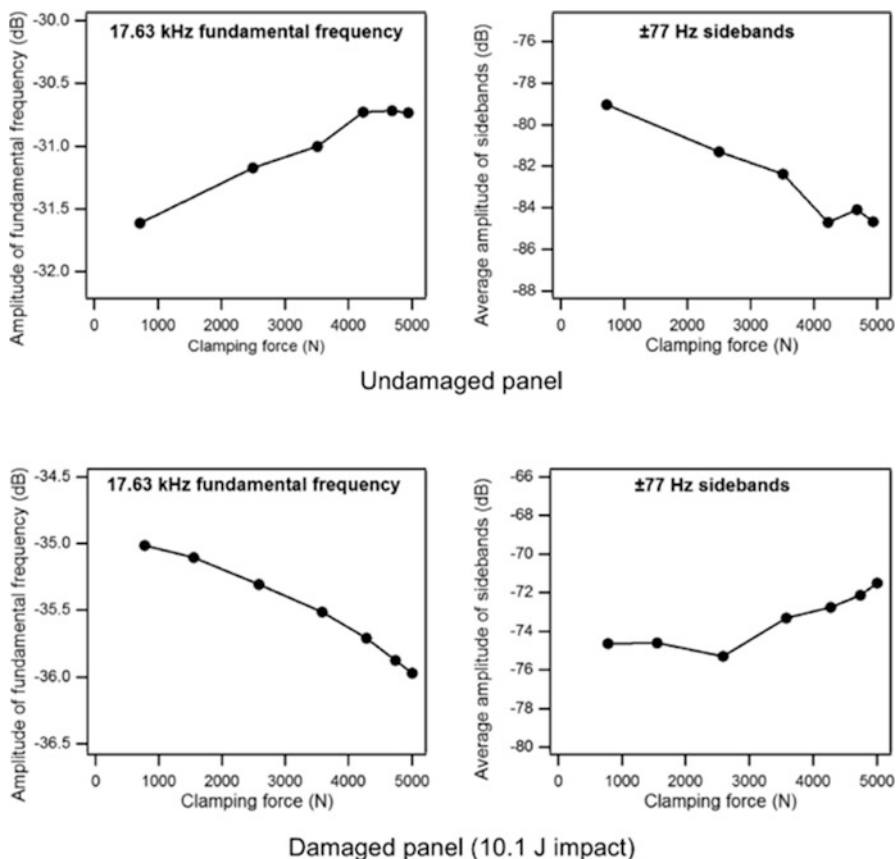 17.63 kHz fundamental frequency
Amplitude of fundamental frequency (dB)
-30.0
-30.5
-31.0
-31.5
-32.0
0 1000 2000 3000 4000 5000
Clamping force (N)
±77 Hz sidebands
Average amplitude of sidebands (dB)
-76
-78
-80
-82
-84
-86
-88
0 1000 2000 3000 4000 5000
Clamping force (N)
Undamaged panel
17.63 kHz fundamental frequency
Amplitude of fundamental frequency (dB)
-34.5
-35.0
-35.5
-36.0
-36.5
0 1000 2000 3000 4000 5000
Clamping force (N)
±77 Hz sidebands
Average amplitude of sidebands (dB)
-66
-68
-70
-72
-74
-76
-78
-80
0 1000 2000 3000 4000 5000
Clamping force (N)
Damaged panel (10.1 J impact)